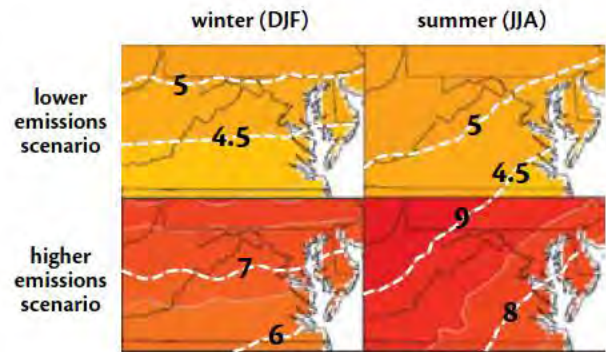 winter (DJF)
summer (JJA)
lower
emissions
scenario
5
4.5
5
4.5
higher
emissions
scenario
7
6
9
8